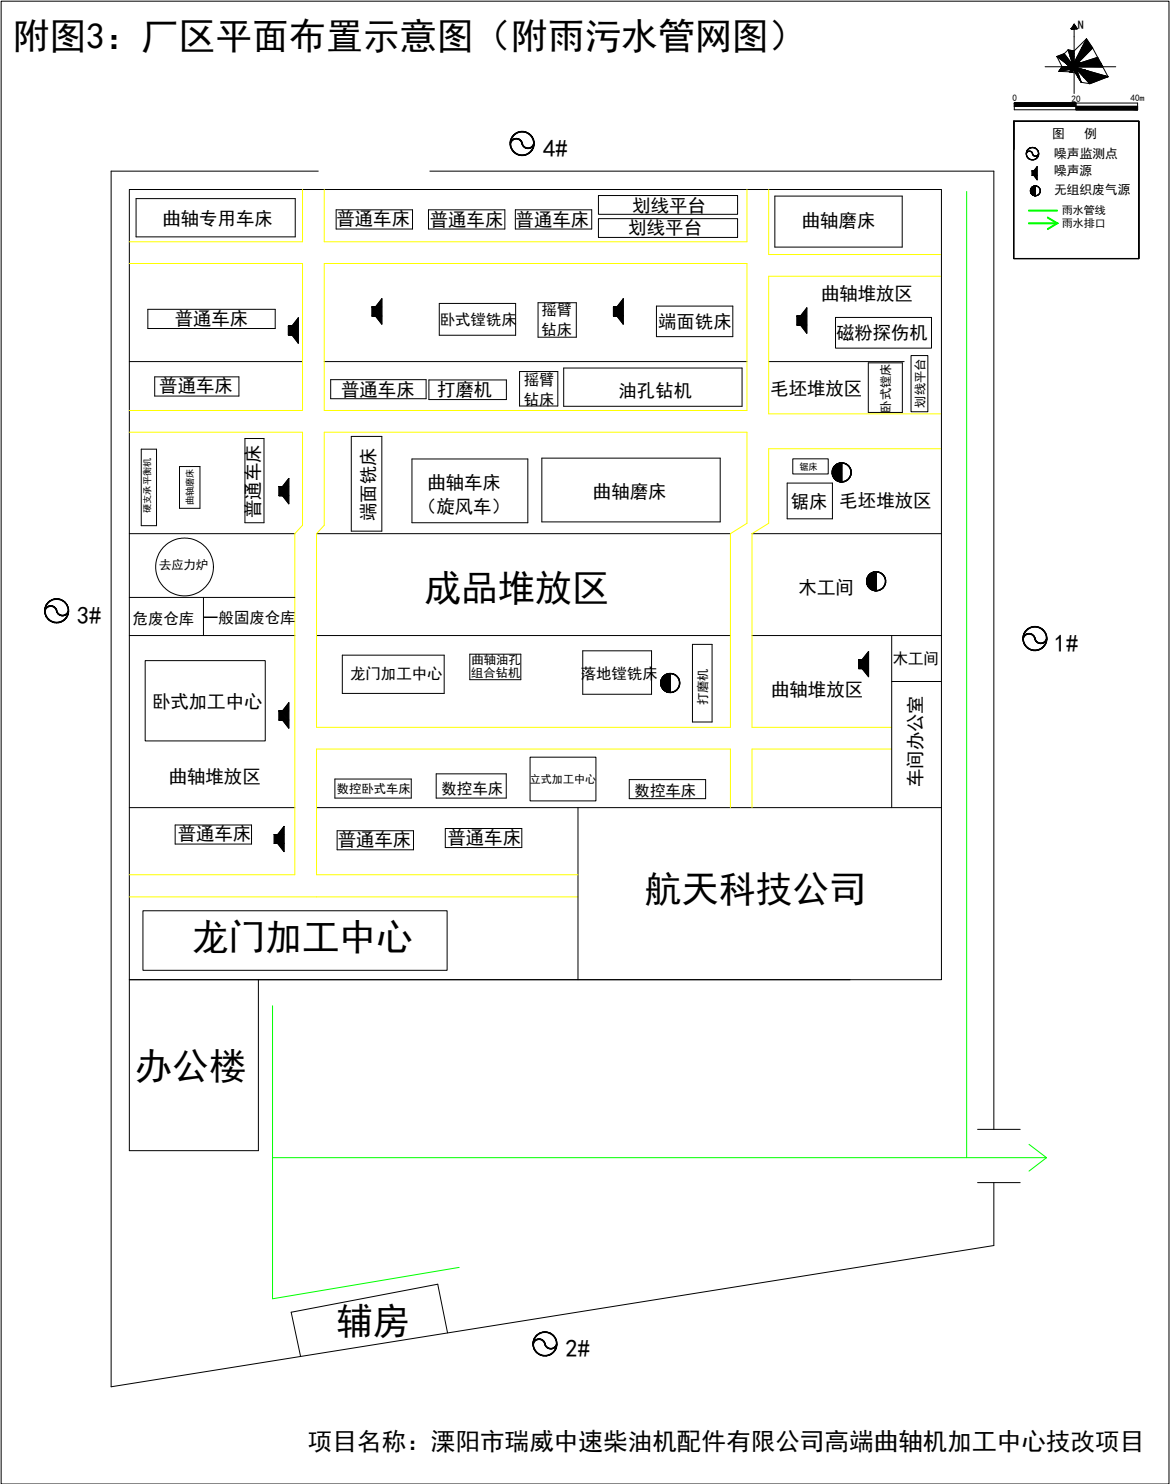 附图3：厂区平面布置示意图（附雨污水管网图）
N
0 20 40m
图 例
噪声监测点
噪声源
无组织废气源
雨水管线
雨水排口
4#
曲轴专用车床
普通车床
普通车床
普通车床
划线平台
划线平台
曲轴磨床
普通车床
卧式镗铣床
摇臂
钻床
端面铣床
曲轴堆放区
磁粉探伤机
普通车床
普通车床
打磨机
摇臂
钻床
油孔钻机
毛坯堆放区
卧式镗床
划线平台
硬支承平衡机
曲轴磨床
普通车床
端面铣床
曲轴车床
（旋风车）
曲轴磨床
锯床
锯床
毛坯堆放区
去应力炉
成品堆放区
木工间
3#
危废仓库
一般固废仓库
1#
卧式加工中心
龙门加工中心
曲轴油孔
组合钻机
落地镗铣床
打磨机
曲轴堆放区
木工间
车间办公室
曲轴堆放区
数控卧式车床
数控车床
立式加工中心
数控车床
普通车床
普通车床
普通车床
航天科技公司
龙门加工中心
办公楼
辅房
2#
项目名称：溧阳市瑞威中速柴油机配件有限公司高端曲轴机加工中心技改项目